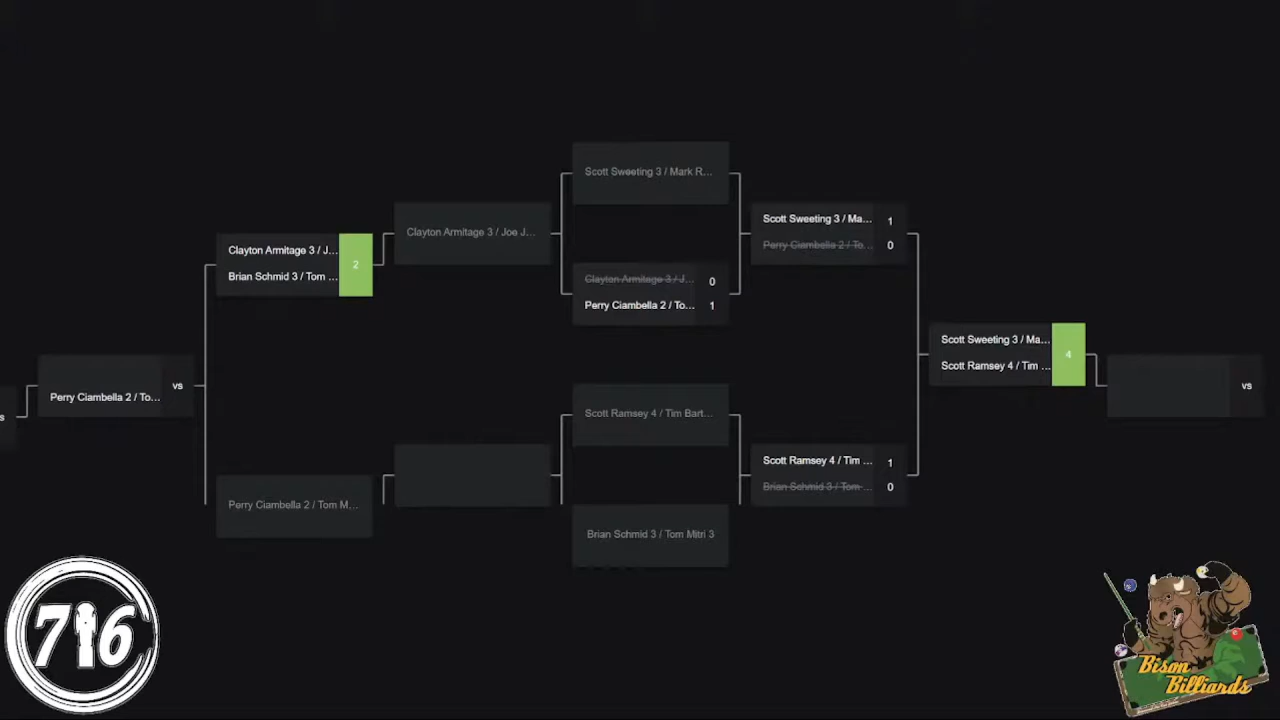 Scott Sweeting 3 / Mark R...
Scott Sweeting 3 / Ma...
1
Perry Ciambella 2 / To...
0
Clayton Armitage 3 / Joe J...
Clayton Armitage 3 / J...
2
Brian Schmid 3 / Tom ...
Clayton Armitage 3 / J...
0
Perry Ciambella 2 / To...
1
Scott Sweeting 3 / Ma...
4
Scott Ramsey 4 / Tim ...
vs
Perry Ciambella 2 / To...
vs
s
Scott Ramsey 4 / Tim Bart...
Scott Ramsey 4 / Tim ...
1
Brian Schmid 3 / Tom ...
0
Perry Ciambella 2 / Tom M...
Brian Schmid 3 / Tom Mitri 3
716
Bison
Billiards